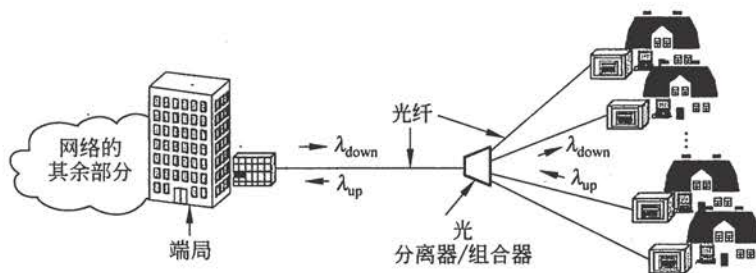 网络的
其余部分
端局
λdown
λup
光纤
光
分离器/组合器
λdown
λup